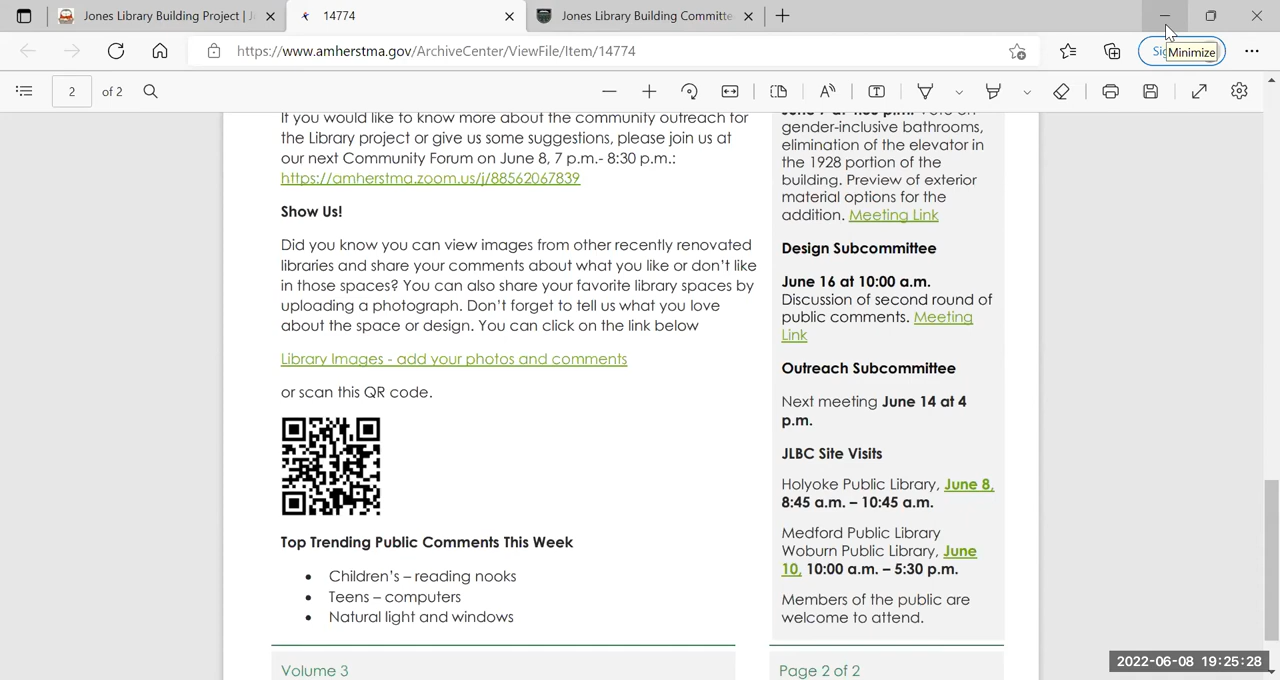 Jones Library Building Project | J
14774
Jones Library Building Committe
https://www.amherstma.gov/ArchiveCenter/ViewFile/Item/14774
Minimize
2
of 2
If you would like to know more about the community outreach for
the Library project or give us some suggestions, please join us at
our next Community Forum on June 8, 7 p.m.- 8:30 p.m.:
https://amherstma.zoom.us/j/88562067839
Show Us!
Did you know you can view images from other recently renovated
libraries and share your comments about what you like or don't like
in those spaces? You can also share your favorite library spaces by
uploading a photograph. Don't forget to tell us what you love
about the space or design. You can click on the link below
Library Images - add your photos and comments
or scan this QR code.
Top Trending Public Comments This Week
• Children's – reading nooks
• Teens – computers
• Natural light and windows
Volume 3
gender-inclusive bathrooms,
elimination of the elevator in
the 1928 portion of the
building. Preview of exterior
material options for the
addition. Meeting Link
Design Subcommittee
June 16 at 10:00 a.m.
Discussion of second round of
public comments. Meeting
Link
Outreach Subcommittee
Next meeting June 14 at 4
p.m.
JLBC Site Visits
Holyoke Public Library, June 8,
8:45 a.m. – 10:45 a.m.
Medford Public Library
Woburn Public Library, June
10, 10:00 a.m. – 5:30 p.m.
Members of the public are
welcome to attend.
Page 2 of 2
2022-06-08 19:25:28